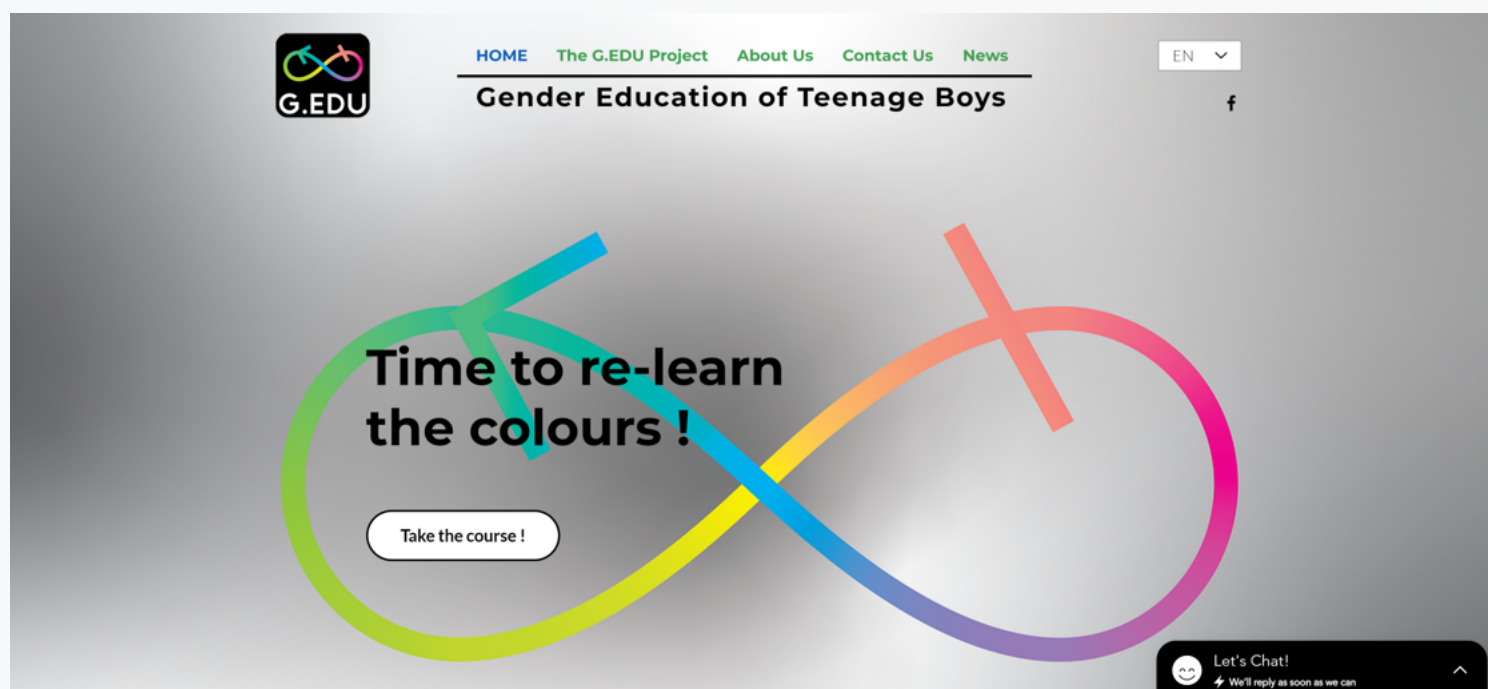 G.EDU
HOME The G.EDU Project About Us Contact Us News
EN
Gender Education of Teenage Boys
f
Time to re-learn
the colours !
Take the course !
Let's Chat!
We'll reply as soon as we can